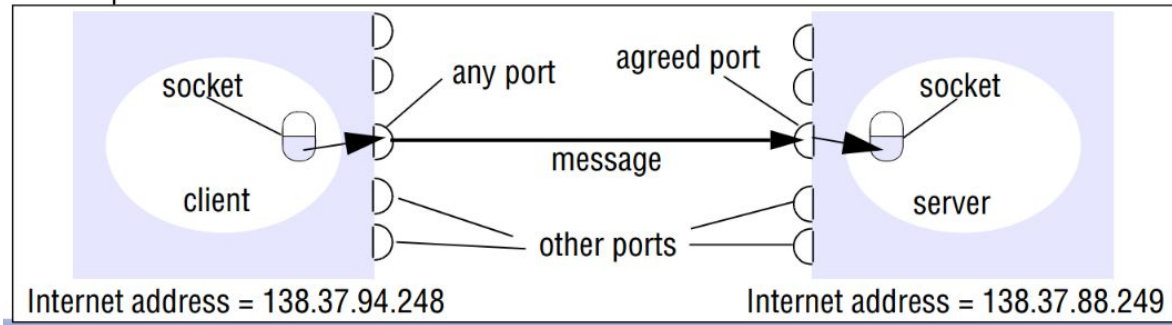 socket
any port
agreed port
socket
message
client
server
other ports
Internet address = 138.37.94.248
Internet address = 138.37.88.249